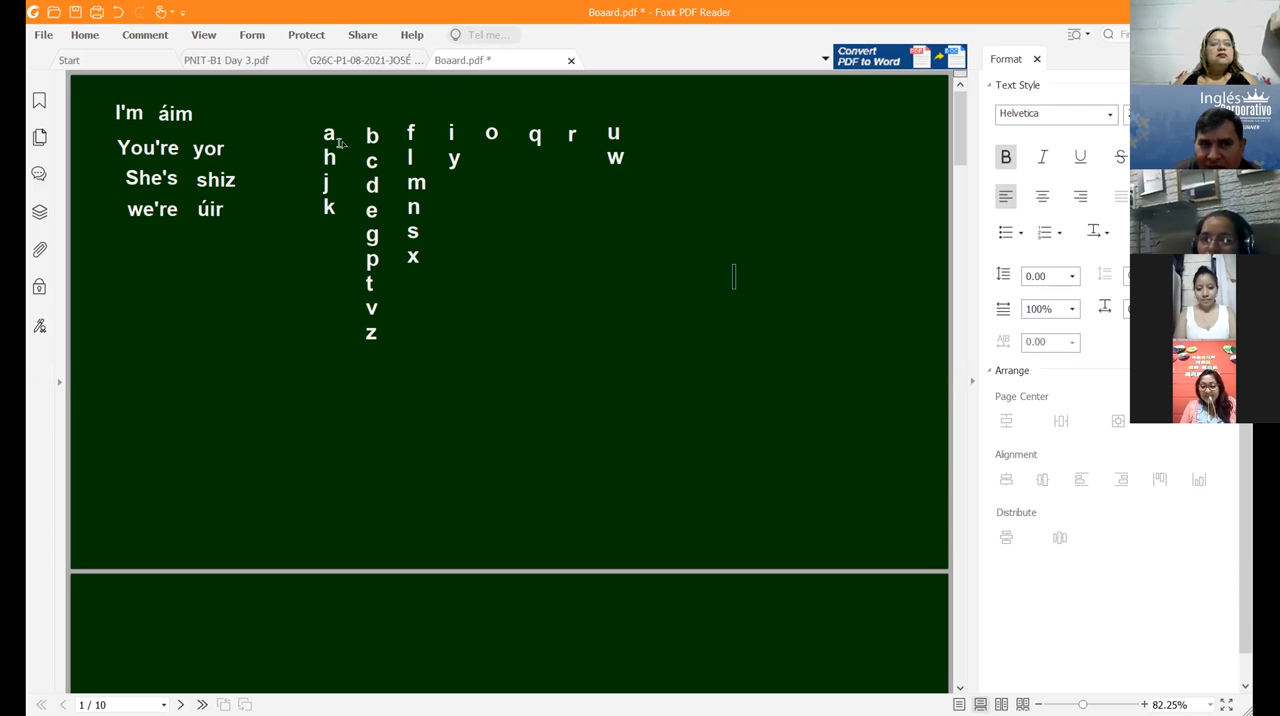 Boaard.pdf * - Foxit PDF Reader
File Home Comment View Form Protect Share Help Tell me...
Start
PNIT-B1 Day 3.pdf
G26C-P1-08-2021-JOSÉ ...
Boaard.pdf *
Convert
PDF to Word
Format
Text Style
Helvetica
B I U S
0.00
100%
0.00
Arrange
Page Center
Alignment
Distribute
I'm áim
You're yor
She's shiz
we're úir
a b f i o q r u
h c l y w
j d m
k e n
g s
p x
t
v
z
Inglés
Corporativo
1 / 10
82.25%